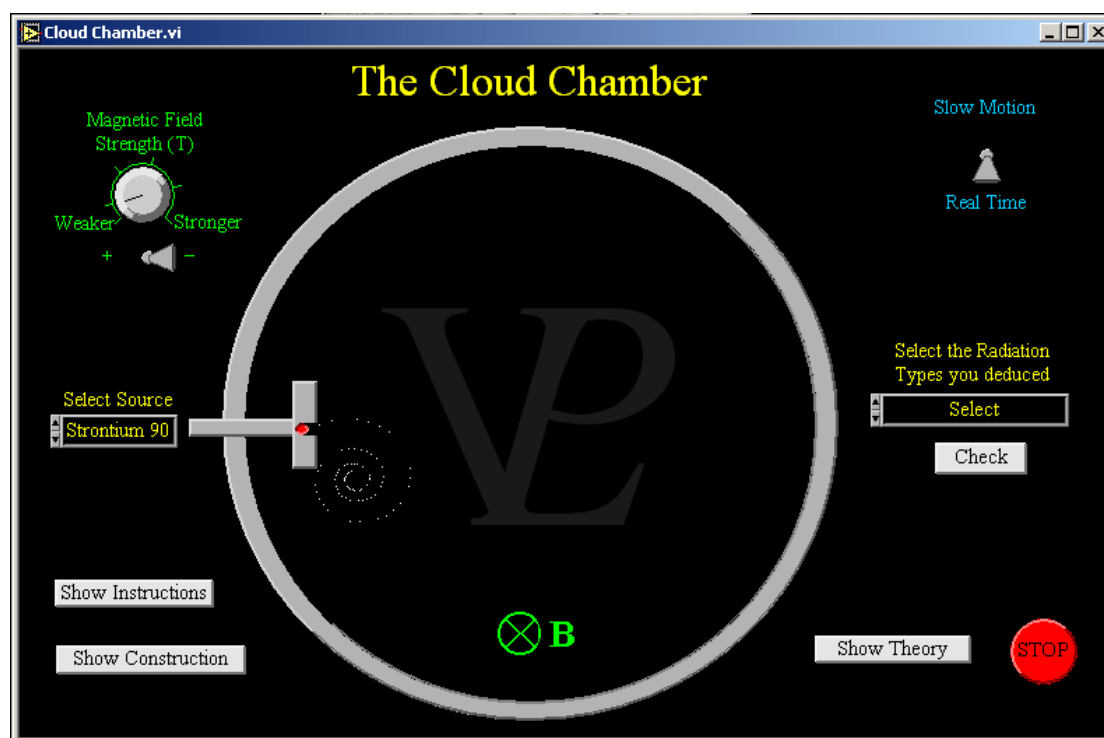 Cloud Chamber.vi
The Cloud Chamber
Magnetic Field
Strength (T)
Weaker
Stronger
+
−
Slow Motion
Real Time
VPL
Select Source
Strontium 90
Select the Radiation
Types you deduced
Select
Check
Show Instructions
Show Construction
B
Show Theory
STOP